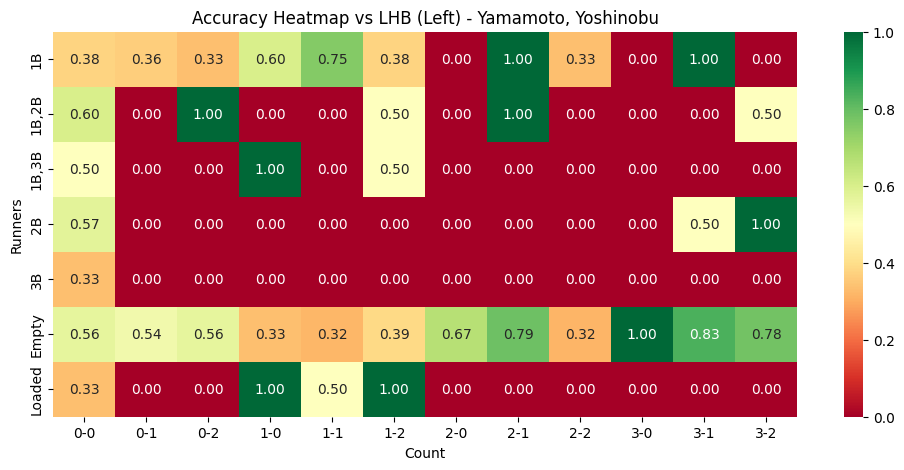 Accuracy Heatmap vs LHB (Left) - Yamamoto, Yoshinobu
Runners
1B 0.38 0.36 0.33 0.60 0.75 0.38 0.00 1.00 0.33 0.00 1.00 0.00
1B,2B 0.60 0.00 1.00 0.00 0.00 0.50 0.00 1.00 0.00 0.00 0.00 0.50
1B,3B 0.50 0.00 0.00 1.00 0.00 0.50 0.00 0.00 0.00 0.00 0.00 0.00
2B 0.57 0.00 0.00 0.00 0.00 0.00 0.00 0.00 0.00 0.00 0.50 1.00
3B 0.33 0.00 0.00 0.00 0.00 0.00 0.00 0.00 0.00 0.00 0.00 0.00
Empty 0.56 0.54 0.56 0.33 0.32 0.39 0.67 0.79 0.32 1.00 0.83 0.78
Loaded 0.33 0.00 0.00 1.00 0.50 1.00 0.00 0.00 0.00 0.00 0.00 0.00
0-0 0-1 0-2 1-0 1-1 1-2 2-0 2-1 2-2 3-0 3-1 3-2
Count
1.0
0.8
0.6
0.4
0.2
0.0